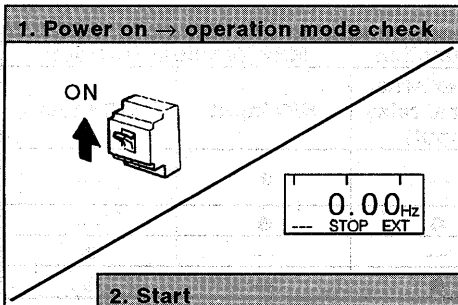 1. Power on → operation mode check
ON
0.00Hz
--- STOP EXT
2. Start